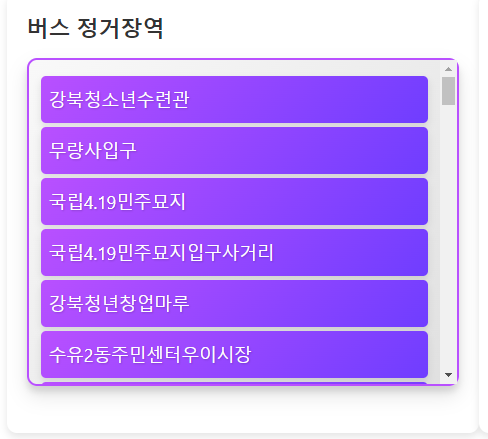 버스 정거장역
강북청소년수련관
무량사입구
국립4.19민주묘지
국립4.19민주묘지입구사거리
강북청년창업마루
수유2동주민센터우이시장